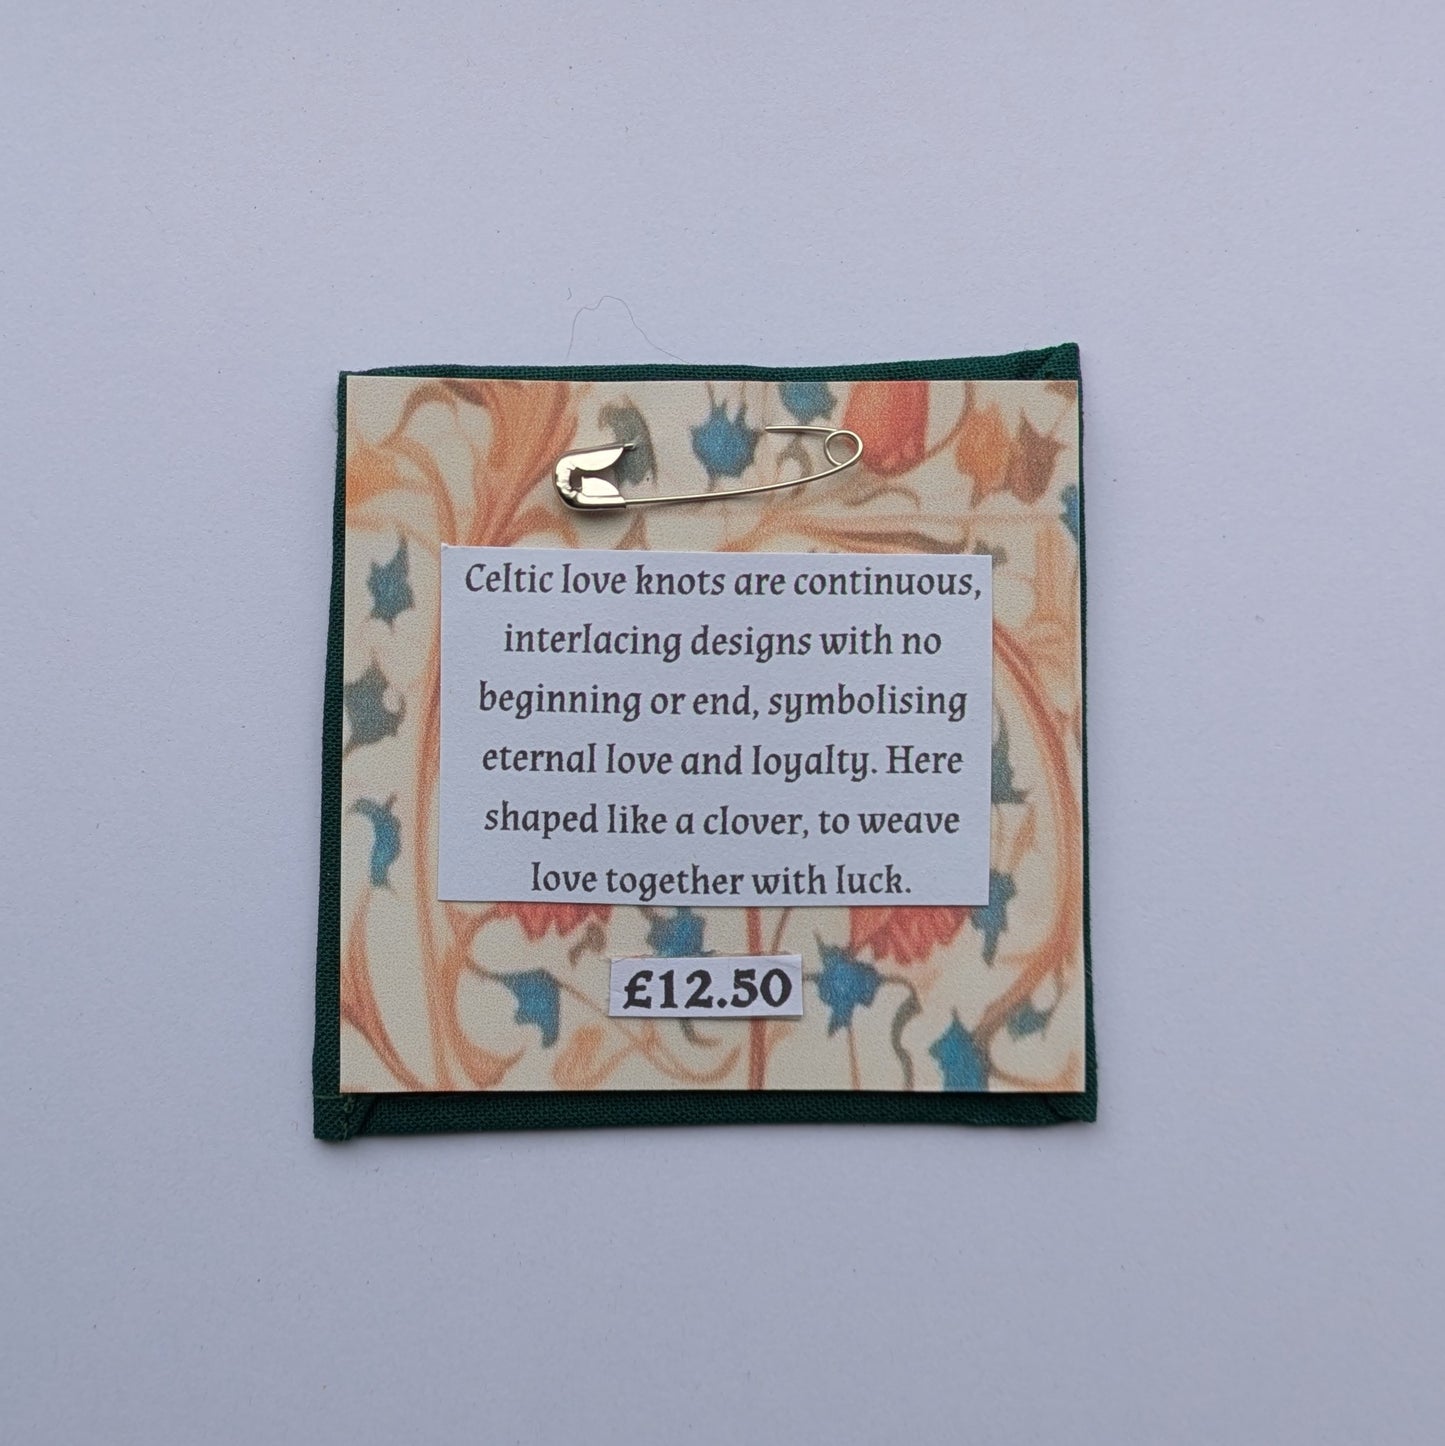 Celtic love knots are continuous,
interlacing designs with no
beginning or end, symbolising
eternal love and loyalty. Here
shaped like a clover, to weave
love together with luck.
£12.50